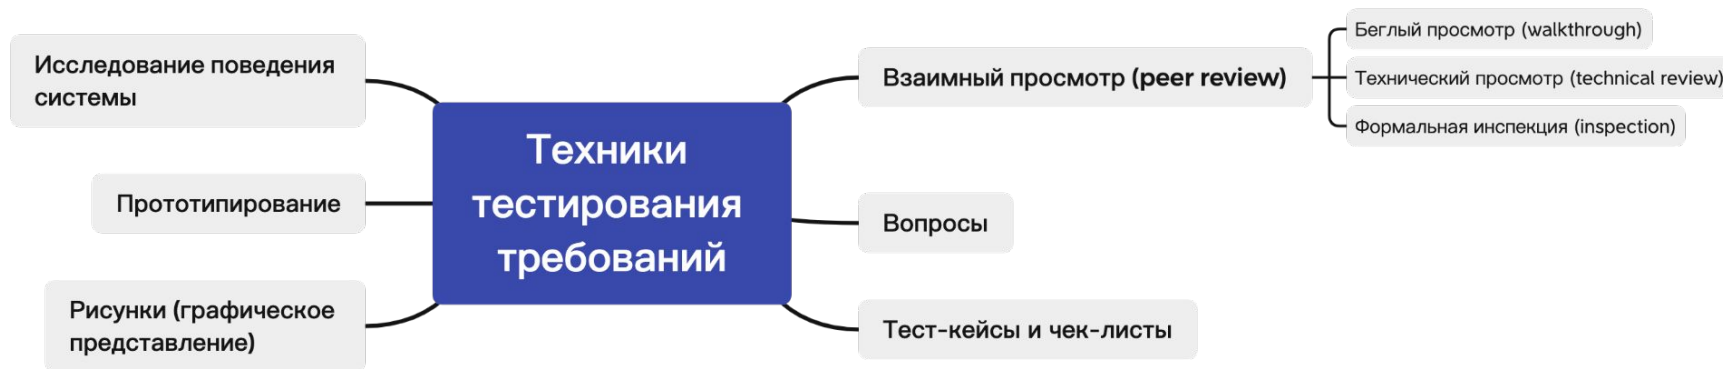 Исследование поведения
системы
Прототипирование
Рисунки (графическое
представление)
Техники
тестирования
требований
Взаимный просмотр (peer review)
Беглый просмотр (walkthrough)
Технический просмотр (technical review)
Формальная инспекция (inspection)
Вопросы
Тест-кейсы и чек-листы